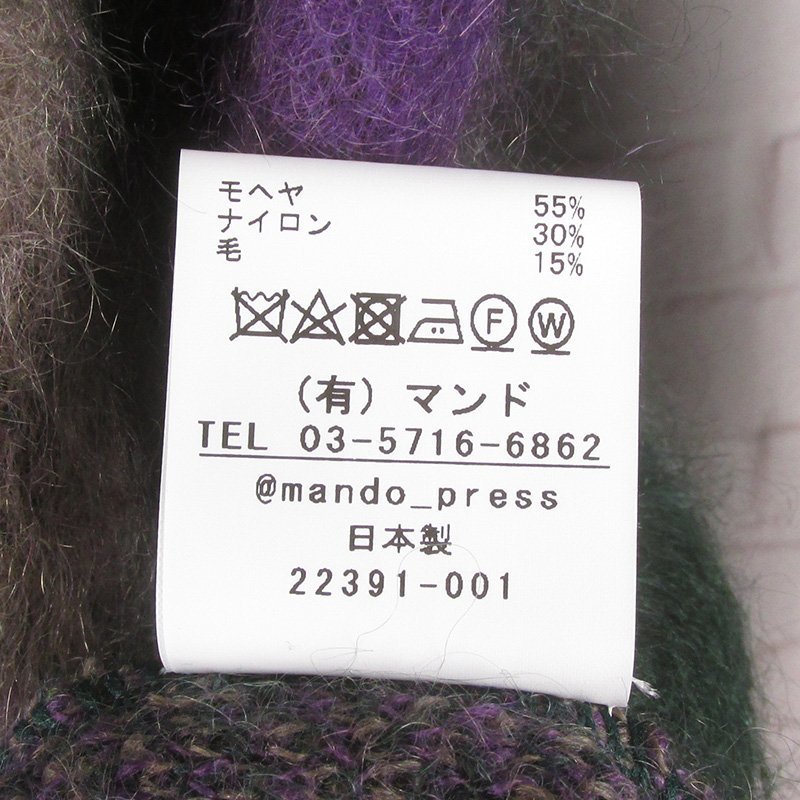 モヘヤ 55%
ナイロン 30%
毛 15%
F W
（有）マンド
TEL 03-5716-6862
@mando_press
日本製
22391-001